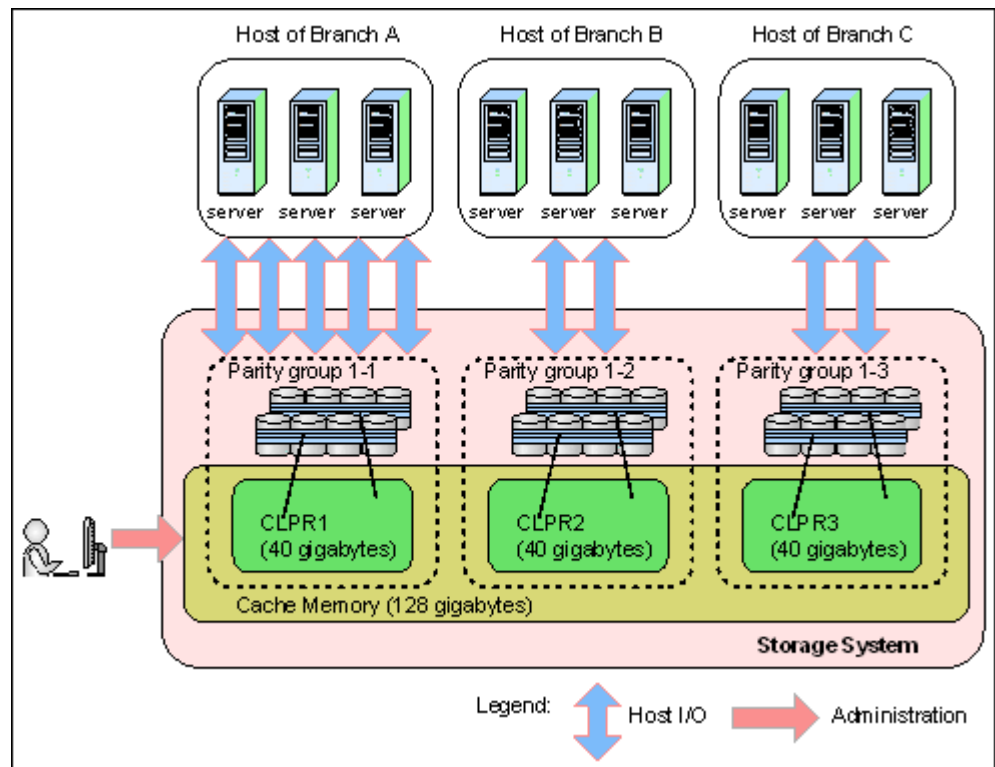 Host of Branch A
Host of Branch B
Host of Branch C
server server server
server server server
server server server
Parity group 1-1
Parity group 1-2
Parity group 1-3
CLPR1
(40 gigabytes)
CLPR2
(40 gigabytes)
CLPR3
(40 gigabytes)
Cache Memory (128 gigabytes)
Storage System
Legend:
Host I/O
Administration